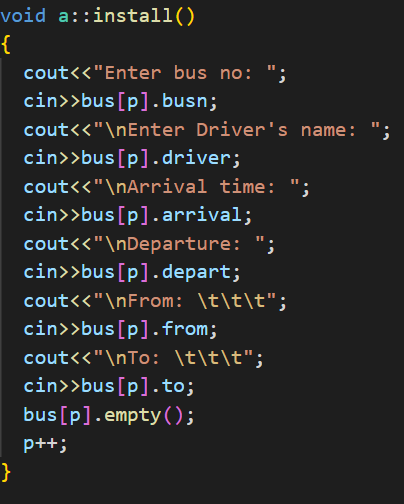 void a::install()
{
  cout<<"Enter bus no: ";
  cin>>bus[p].busn;
  cout<<"\nEnter Driver's name: ";
  cin>>bus[p].driver;
  cout<<"\nArrival time: ";
  cin>>bus[p].arrival;
  cout<<"\nDeparture: ";
  cin>>bus[p].depart;
  cout<<"\nFrom: \t\t\t";
  cin>>bus[p].from;
  cout<<"\nTo: \t\t\t";
  cin>>bus[p].to;
  bus[p].empty();
  p++;
}